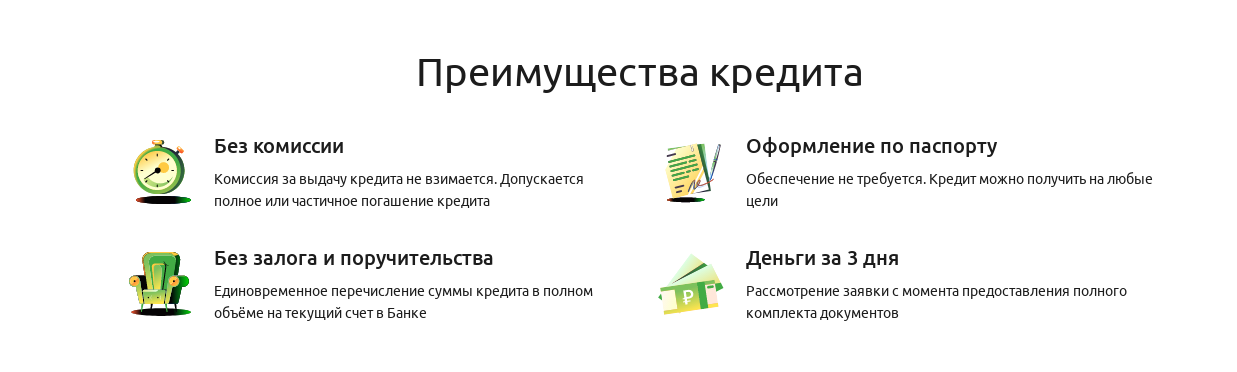 Преимущества кредита
Без комиссии
Комиссия за выдачу кредита не взимается. Допускается
полное или частичное погашение кредита
Оформление по паспорту
Обеспечение не требуется. Кредит можно получить на любые
цели
Без залога и поручительства
Единовременное перечисление суммы кредита в полном
объёме на текущий счет в Банке
Деньги за 3 дня
Рассмотрение заявки с момента предоставления полного
комплекта документов
₽